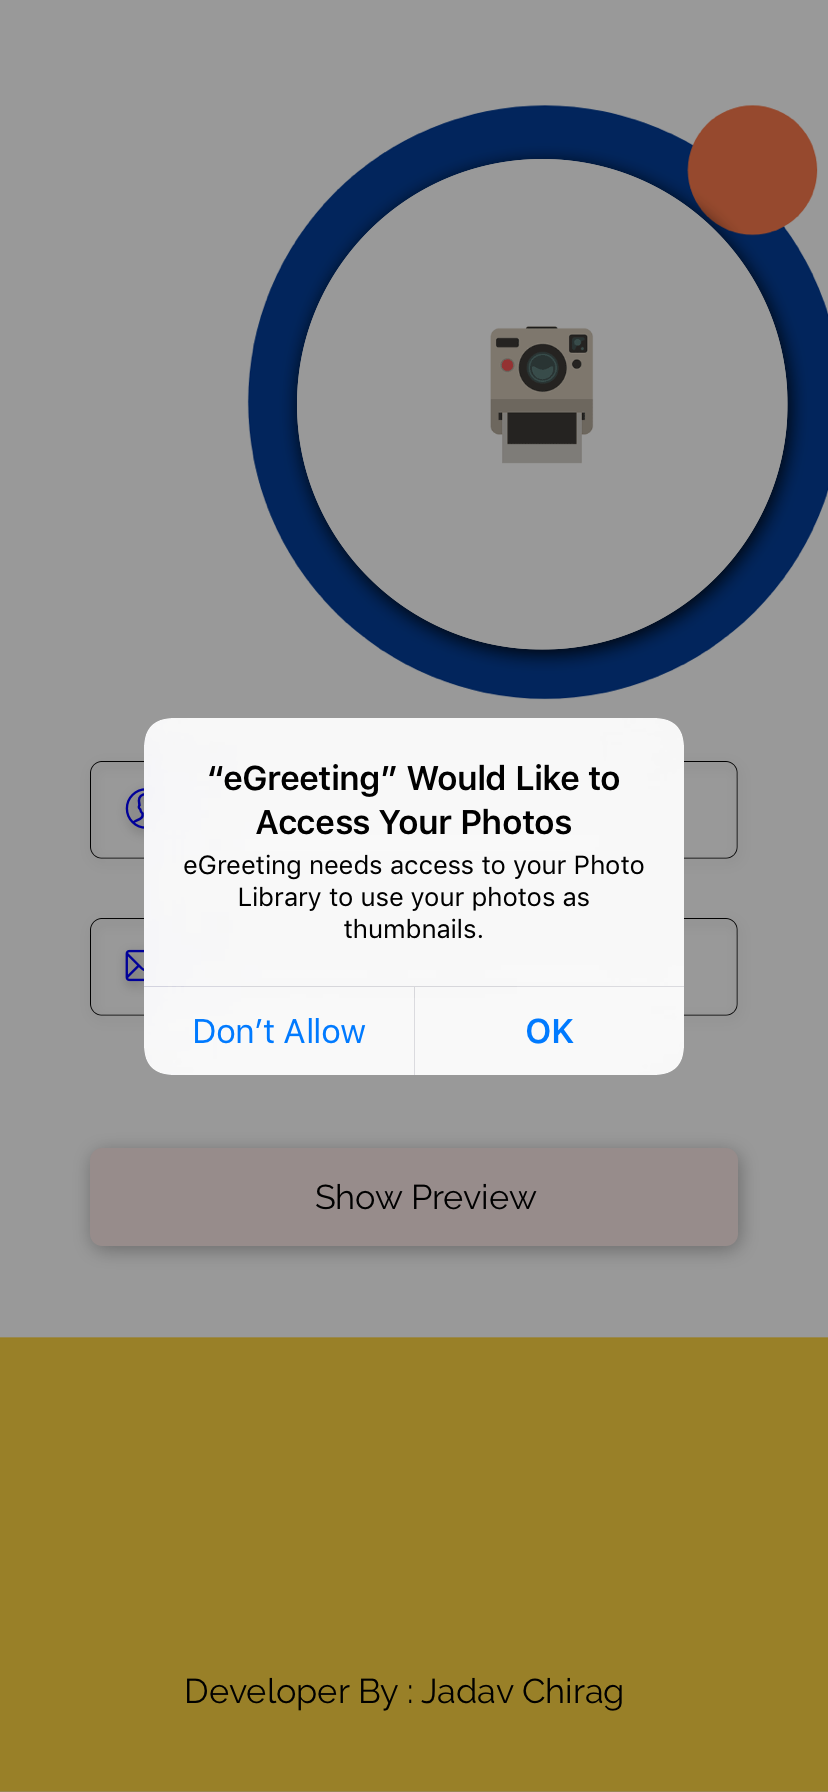 “eGreeting” Would Like to
Access Your Photos
eGreeting needs access to your Photo
Library to use your photos as
thumbnails.
Don’t Allow
OK
Show Preview
Developer By : Jadav Chirag